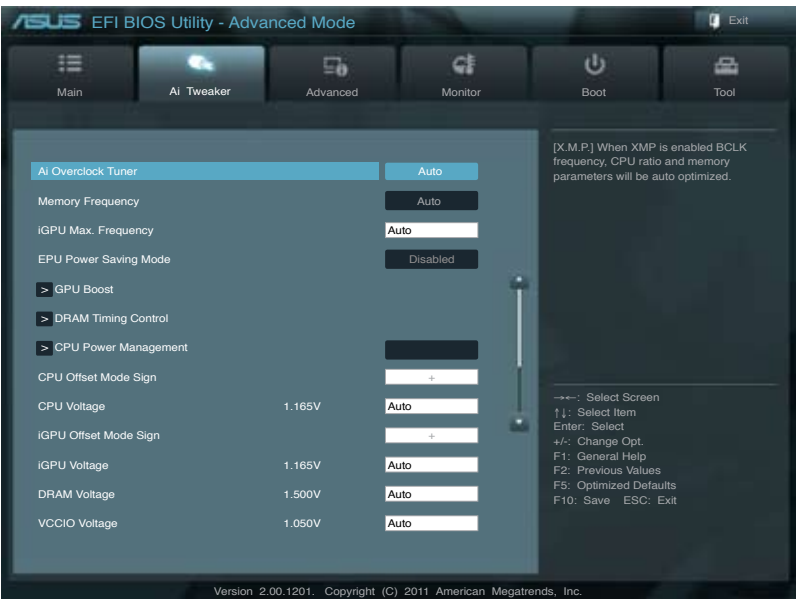 ASUS EFI BIOS Utility - Advanced Mode
Exit
Main
Ai Tweaker
Advanced
Monitor
Boot
Tool
[X.M.P.] When XMP is enabled BCLK
frequency, CPU ratio and memory
parameters will be auto optimized.
Ai Overclock Tuner Auto
Memory Frequency Auto
iGPU Max. Frequency Auto
EPU Power Saving Mode Disabled
> GPU Boost
> DRAM Timing Control
> CPU Power Management
CPU Offset Mode Sign +
CPU Voltage 1.165V Auto
iGPU Offset Mode Sign +
iGPU Voltage 1.165V Auto
DRAM Voltage 1.500V Auto
VCCIO Voltage 1.050V Auto
→←: Select Screen
↑↓: Select Item
Enter: Select
+/-: Change Opt.
F1: General Help
F2: Previous Values
F5: Optimized Defaults
F10: Save ESC: Exit
Version 2.00.1201. Copyright (C) 2011 American Megatrends, Inc.